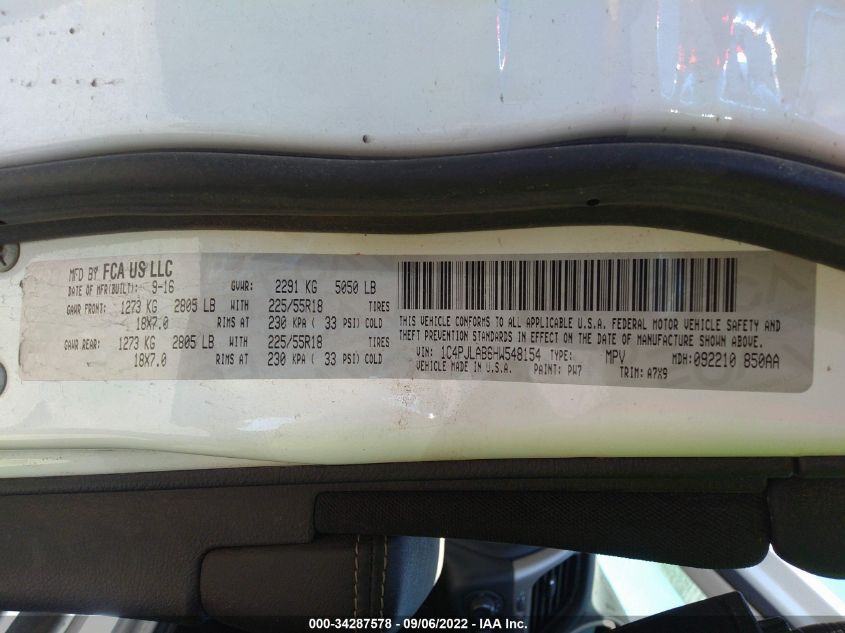 MFD BY FCA US LLC
DATE OF MFR(BUILT): 9-16 GVWR: 2291 KG 5050 LB
GAWR FRONT: 1273 KG 2805 LB WITH 225/55R18 TIRES
18X7.0 RIMS AT 230 KPA ( 33 PSI) COLD
GAWR REAR: 1273 KG 2805 LB WITH 225/55R18 TIRES
18X7.0 RIMS AT 230 KPA ( 33 PSI) COLD
THIS VEHICLE CONFORMS TO ALL APPLICABLE U.S.A. FEDERAL MOTOR VEHICLE SAFETY AND
THEFT PREVENTION STANDARDS IN EFFECT ON THE DATE OF MANUFACTURE SHOWN ABOVE.
VIN: 1C4PJLAB6HW548154 TYPE: MPV MDH:092210 850AA
VEHICLE MADE IN U.S.A. PAINT: PW7 TRIM: A7X9
000-34287578 - 09/06/2022 - IAA Inc.